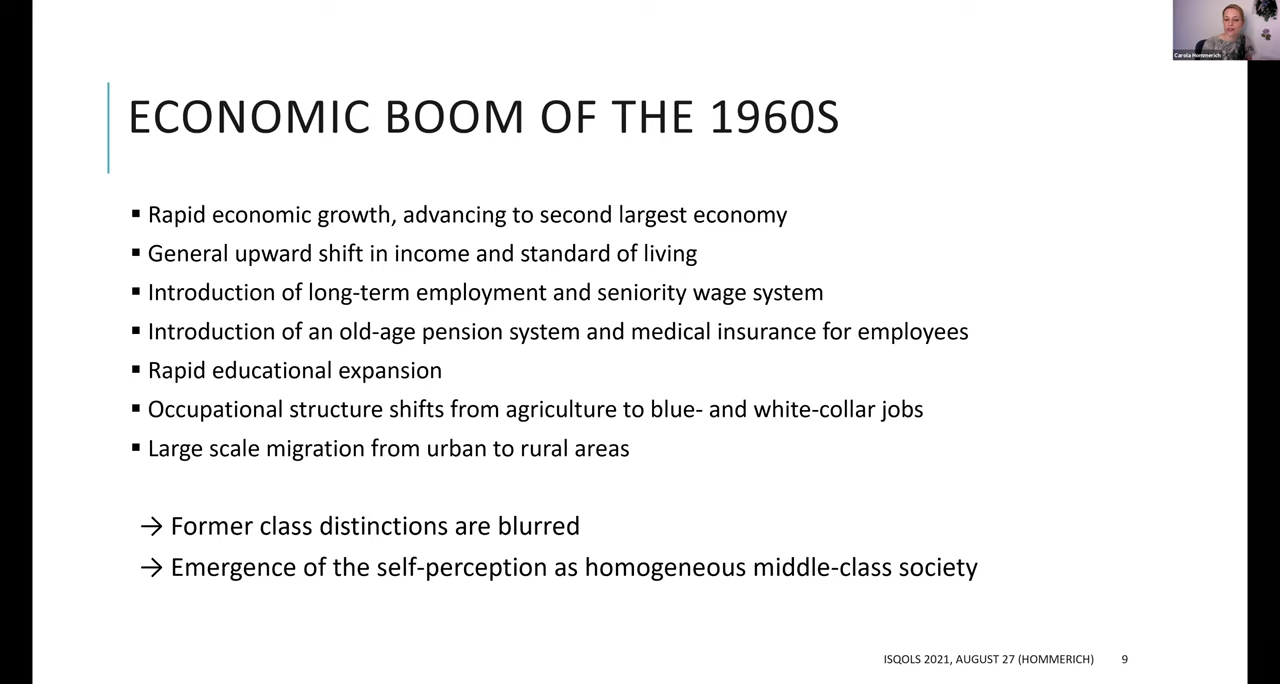 Carola Hommerich
ECONOMIC BOOM OF THE 1960S
▪ Rapid economic growth, advancing to second largest economy
▪ General upward shift in income and standard of living
▪ Introduction of long-term employment and seniority wage system
▪ Introduction of an old-age pension system and medical insurance for employees
▪ Rapid educational expansion
▪ Occupational structure shifts from agriculture to blue- and white-collar jobs
▪ Large scale migration from urban to rural areas
→ Former class distinctions are blurred
→ Emergence of the self-perception as homogeneous middle-class society
ISQOLS 2021, AUGUST 27 (HOMMERICH) 9